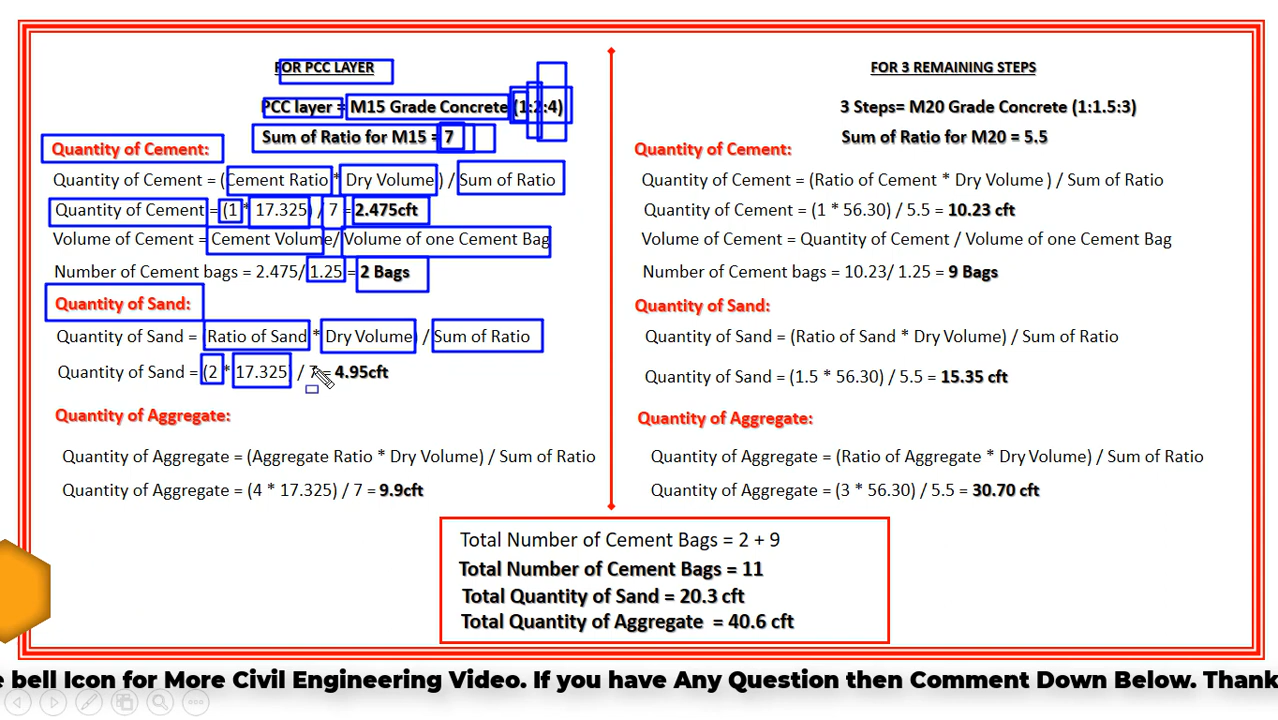 FOR PCC LAYER
PCC layer = M15 Grade Concrete (1:2:4)
Sum of Ratio for M15 = 7
Quantity of Cement:
Quantity of Cement = (Cement Ratio * Dry Volume ) / Sum of Ratio
Quantity of Cement = (1 * 17.325) / 7 = 2.475cft
Volume of Cement = Cement Volume/ Volume of one Cement Bag
Number of Cement bags = 2.475/ 1.25 = 2 Bags
Quantity of Sand:
Quantity of Sand = (Ratio of Sand * Dry Volume) / Sum of Ratio
Quantity of Sand = (2 * 17.325) / 7 = 4.95cft
Quantity of Aggregate:
Quantity of Aggregate = (Aggregate Ratio * Dry Volume) / Sum of Ratio
Quantity of Aggregate = (4 * 17.325) / 7 = 9.9cft
FOR 3 REMAINING STEPS
3 Steps= M20 Grade Concrete (1:1.5:3)
Sum of Ratio for M20 = 5.5
Quantity of Cement:
Quantity of Cement = (Ratio of Cement * Dry Volume ) / Sum of Ratio
Quantity of Cement = (1 * 56.30) / 5.5 = 10.23 cft
Volume of Cement = Quantity of Cement / Volume of one Cement Bag
Number of Cement bags = 10.23/ 1.25 = 9 Bags
Quantity of Sand:
Quantity of Sand = (Ratio of Sand * Dry Volume) / Sum of Ratio
Quantity of Sand = (1.5 * 56.30) / 5.5 = 15.35 cft
Quantity of Aggregate:
Quantity of Aggregate = (Ratio of Aggregate * Dry Volume) / Sum of Ratio
Quantity of Aggregate = (3 * 56.30) / 5.5 = 30.70 cft
Total Number of Cement Bags = 2 + 9
Total Number of Cement Bags = 11
Total Quantity of Sand = 20.3 cft
Total Quantity of Aggregate = 40.6 cft
e bell Icon for More Civil Engineering Video. If you have Any Question then Comment Down Below. Thank